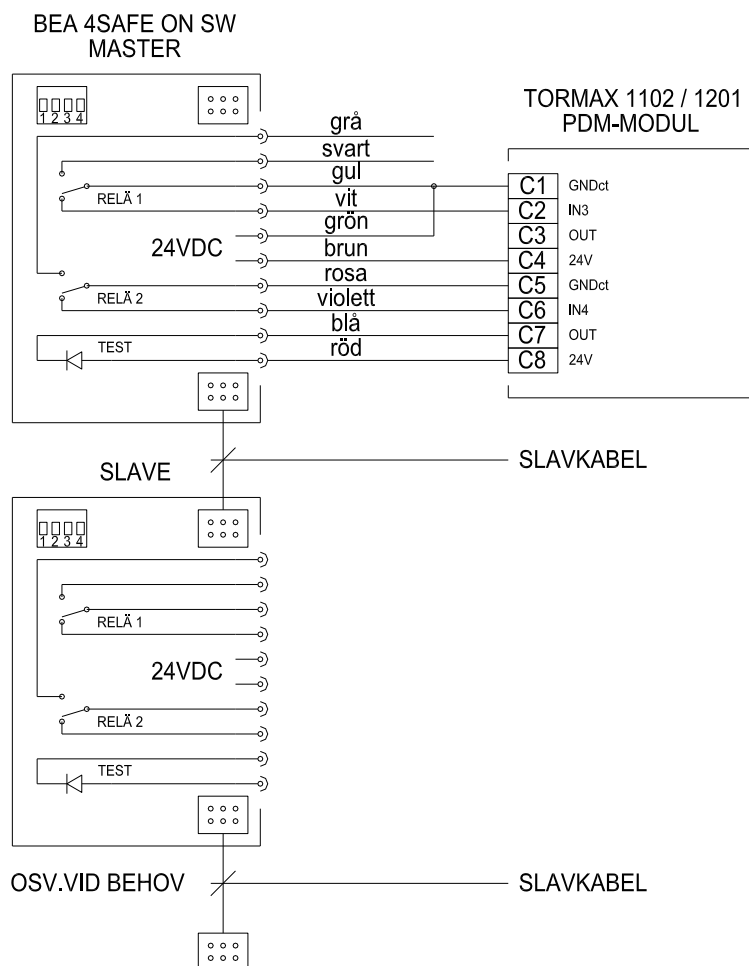 BEA 4SAFE ON SW
MASTER
1 2 3 4
RELÄ 1
24VDC
RELÄ 2
TEST
grå
svart
gul
vit
grön
brun
rosa
violett
blå
röd
TORMAX 1102 / 1201
PDM-MODUL
C1 GNDct
C2 IN3
C3 OUT
C4 24V
C5 GNDct
C6 IN4
C7 OUT
C8 24V
SLAVKABEL
SLAVE
1 2 3 4
RELÄ 1
24VDC
RELÄ 2
TEST
OSV.VID BEHOV
SLAVKABEL